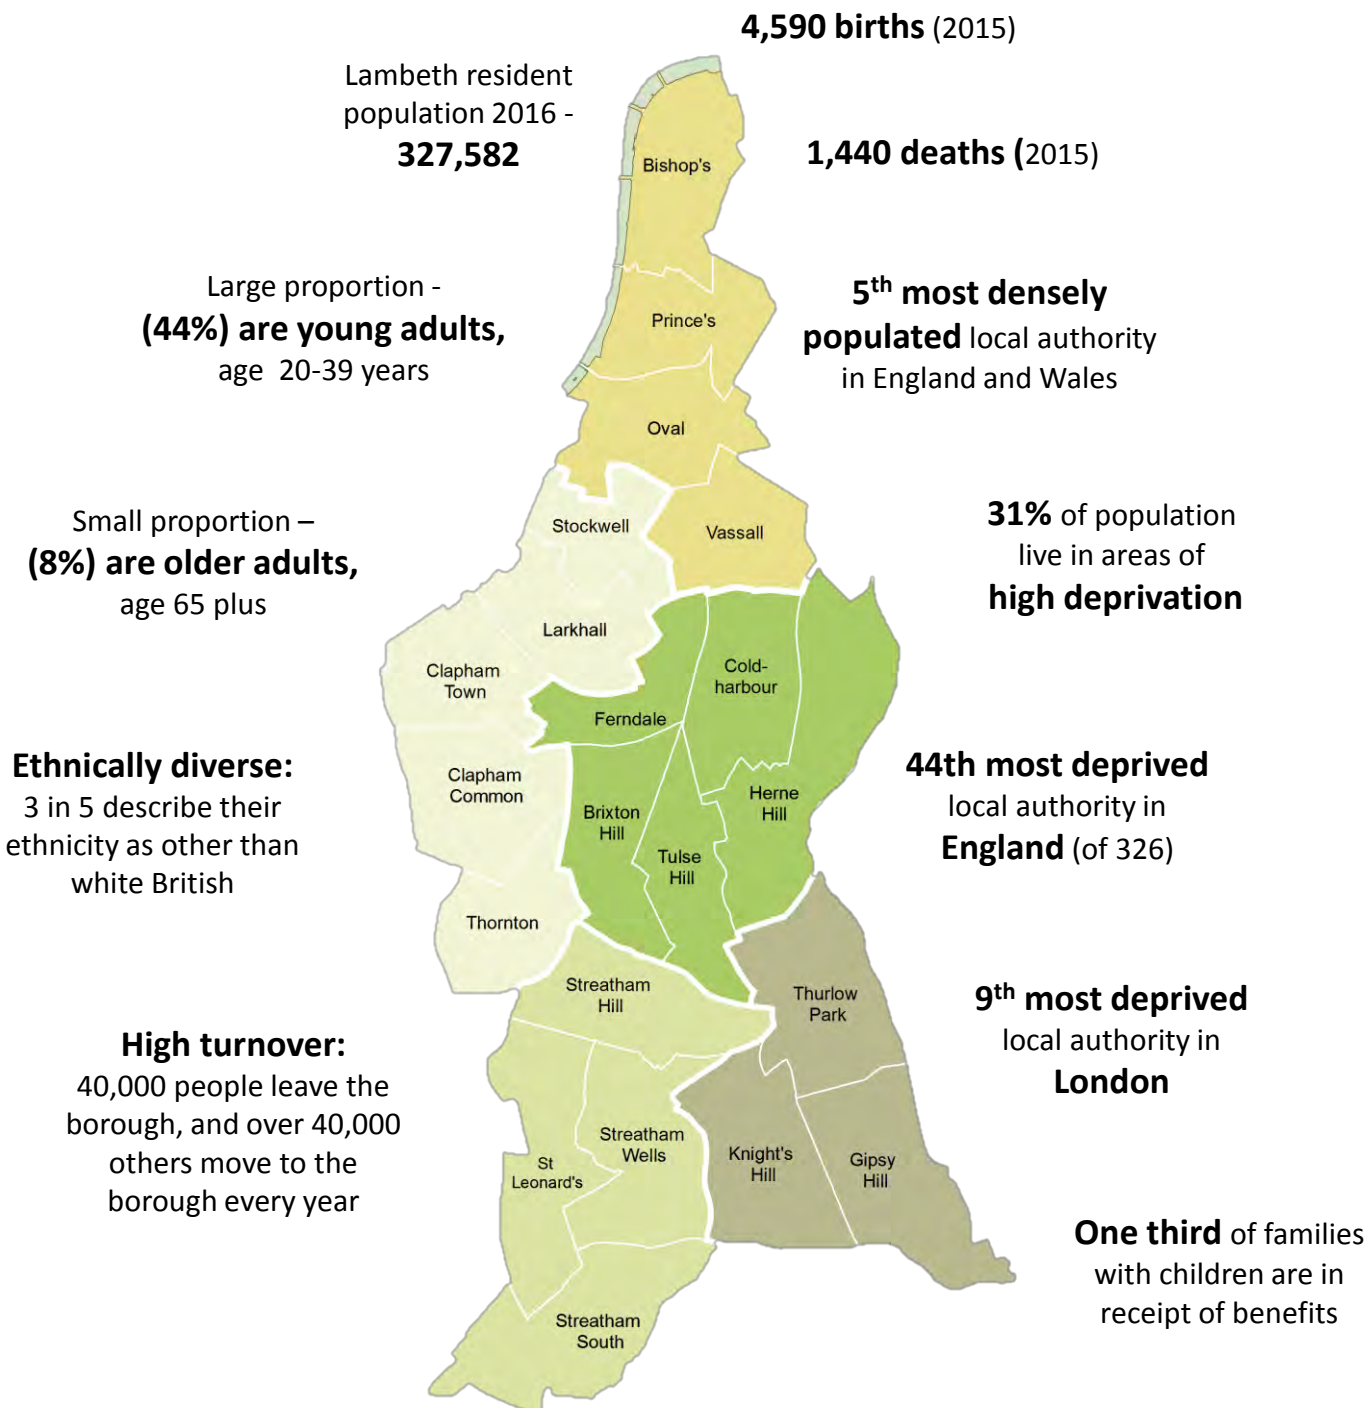 4,590 births (2015)
Lambeth resident
population 2016 -
327,582
1,440 deaths (2015)
Bishop's
Large proportion -
(44%) are young adults,
age 20-39 years
5th most densely
populated local authority
in England and Wales
Prince's
Oval
Small proportion –
(8%) are older adults,
age 65 plus
Stockwell
Vassall
31% of population
live in areas of
high deprivation
Larkhall
Clapham
Town
Cold-
harbour
Ferndale
Ethnically diverse:
3 in 5 describe their
ethnicity as other than
white British
Clapham
Common
Brixton
Hill
Tulse
Hill
Herne
Hill
44th most deprived
local authority in
England (of 326)
Thornton
Streatham
Hill
Thurlow
Park
9th most deprived
local authority in
London
High turnover:
40,000 people leave the
borough, and over 40,000
others move to the
borough every year
St
Leonard's
Streatham
Wells
Knight's
Hill
Gipsy
Hill
One third of families
with children are in
receipt of benefits
Streatham
South